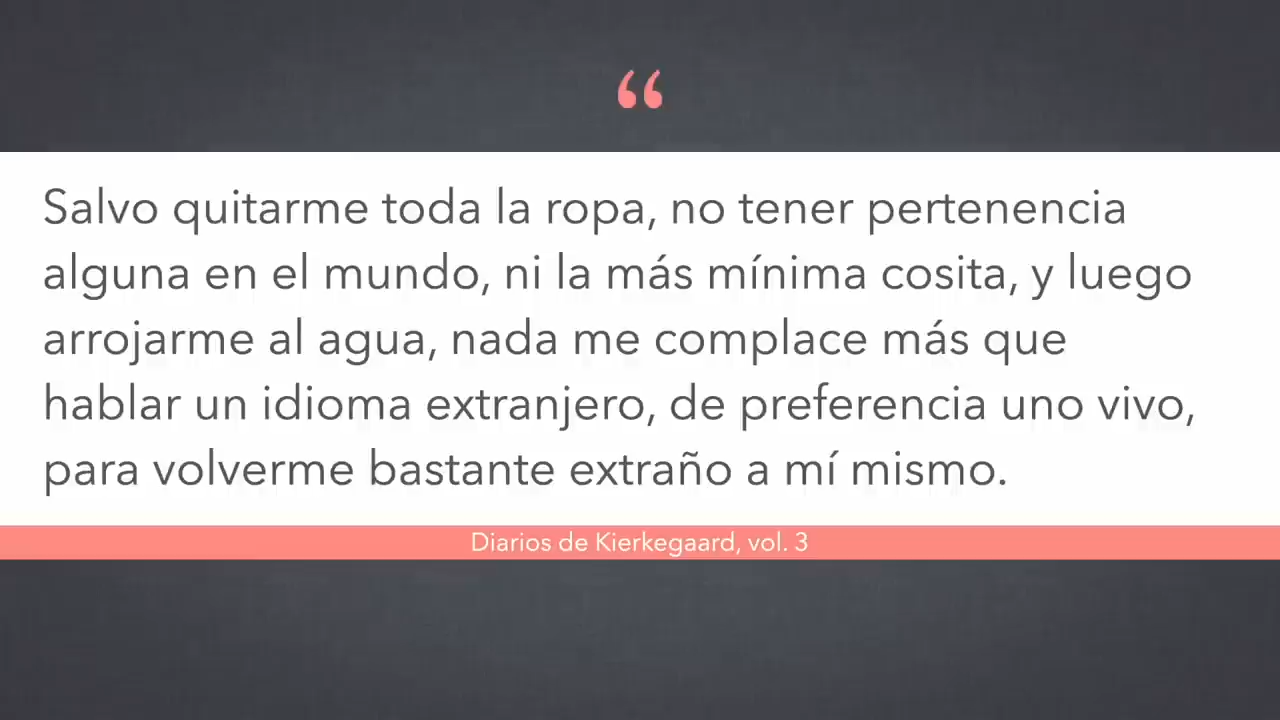 “
Salvo quitarme toda la ropa, no tener pertenencia
alguna en el mundo, ni la más mínima cosita, y luego
arrojarme al agua, nada me complace más que
hablar un idioma extranjero, de preferencia uno vivo,
para volverme bastante extraño a mí mismo.
Diarios de Kierkegaard, vol. 3